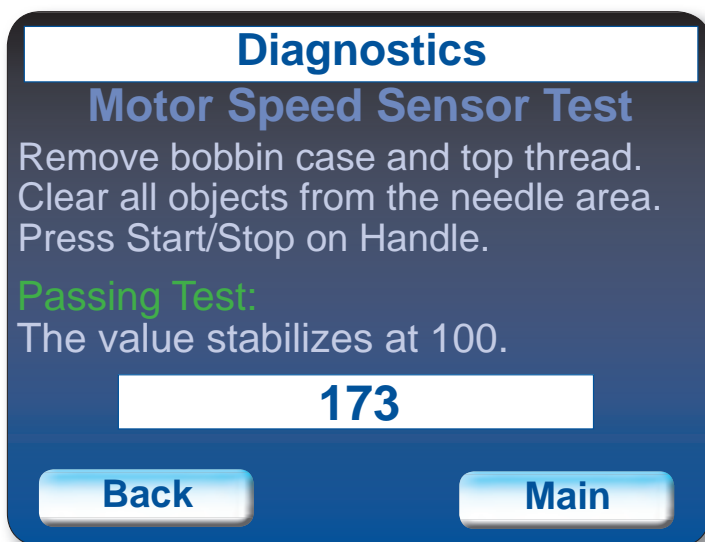 Diagnostics
Motor Speed Sensor Test
Remove bobbin case and top thread.
Clear all objects from the needle area.
Press Start/Stop on Handle.
Passing Test:
The value stabilizes at 100.
173
Back
Main